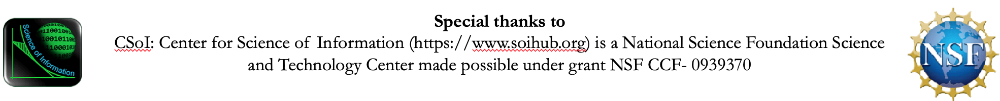 Special thanks to
CSoI: Center for Science of Information (https://www.soihub.org) is a National Science Foundation Science
and Technology Center made possible under grant NSF CCF- 0939370
Science of Information
NSF